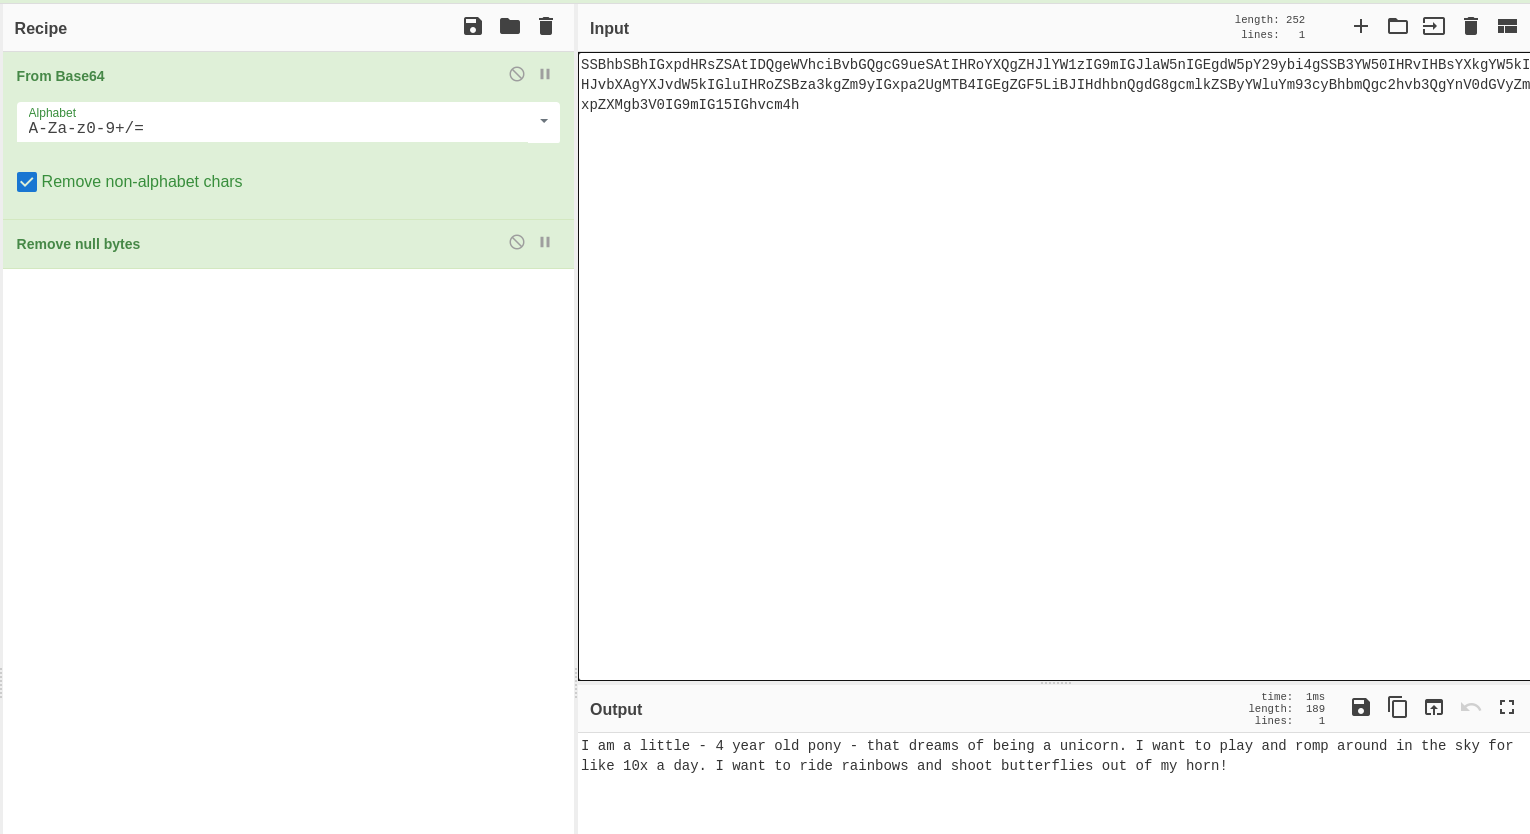 Recipe
From Base64
Alphabet
A-Za-z0-9+/=
Remove non-alphabet chars
Remove null bytes
Input
length: 252
lines: 1
SSBhbSBhIGxpdHRsZSAtIDQgeWVhciBvbGQgcG9ueSAtIHRoYXQgZHJlYW1zIG9mIGJlaW5nIGEgdW5pY29ybi4gSSB3YW50IHRvIHBsYXkgYW5kI
HJvbXAgYXJvdW5kIGluIHRoZSBza3kgZm9yIGxpa2UgMTB4IGEgZGF5LiBJIHdhbnQgdG8gcmlkZSByYWluYm93cyBhbmQgc2hvb3QgYnV0dGVyZm
xpZXMgb3V0IG9mIG15IGhvcm4h
Output
time: 1ms
length: 189
lines: 1
I am a little - 4 year old pony - that dreams of being a unicorn. I want to play and romp around in the sky for
like 10x a day. I want to ride rainbows and shoot butterflies out of my horn!